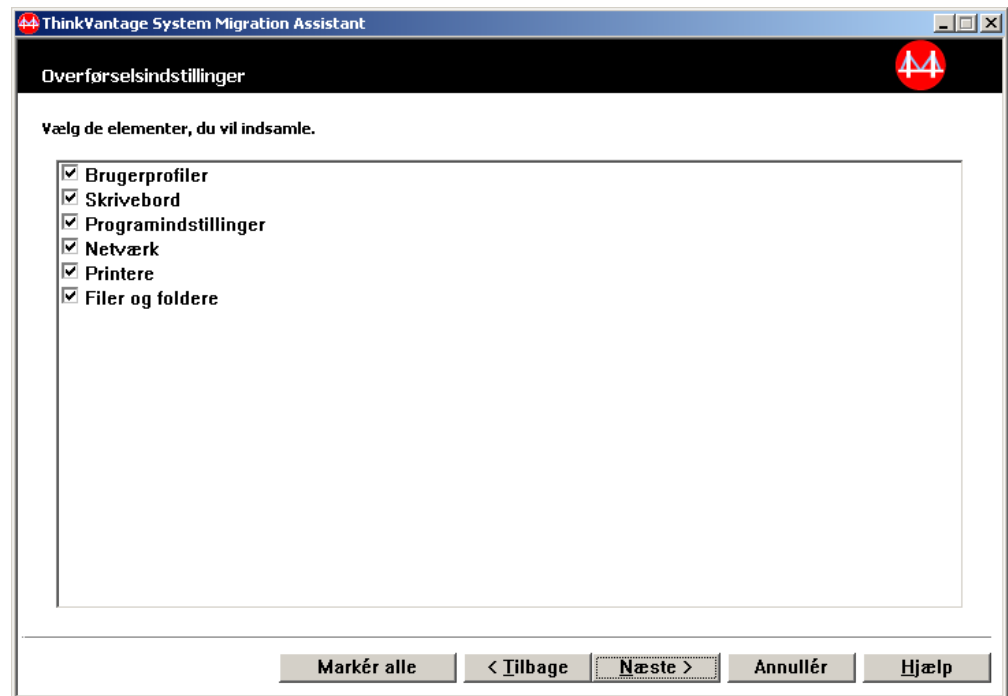 ThinkVantage System Migration Assistant
Overførselsindstillinger
Vælg de elementer, du vil indsamle.
Brugerprofiler
Skrivebord
Programindstillinger
Netværk
Printere
Filer og foldere
Markér alle
< Tilbage
Næste >
Annullér
Hjælp